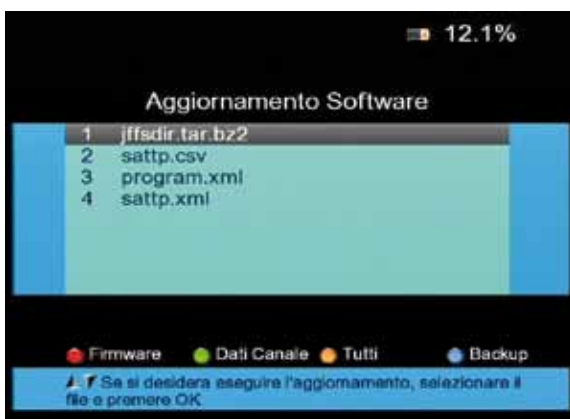 12.1%
Aggiornamento Software
1 jffsdir.tar.bz2
2 sattp.csv
3 program.xml
4 sattp.xml
Firmware Dati Canale Tutti Backup
Se si desidera eseguire l'aggiornamento, selezionare il
file e premere OK